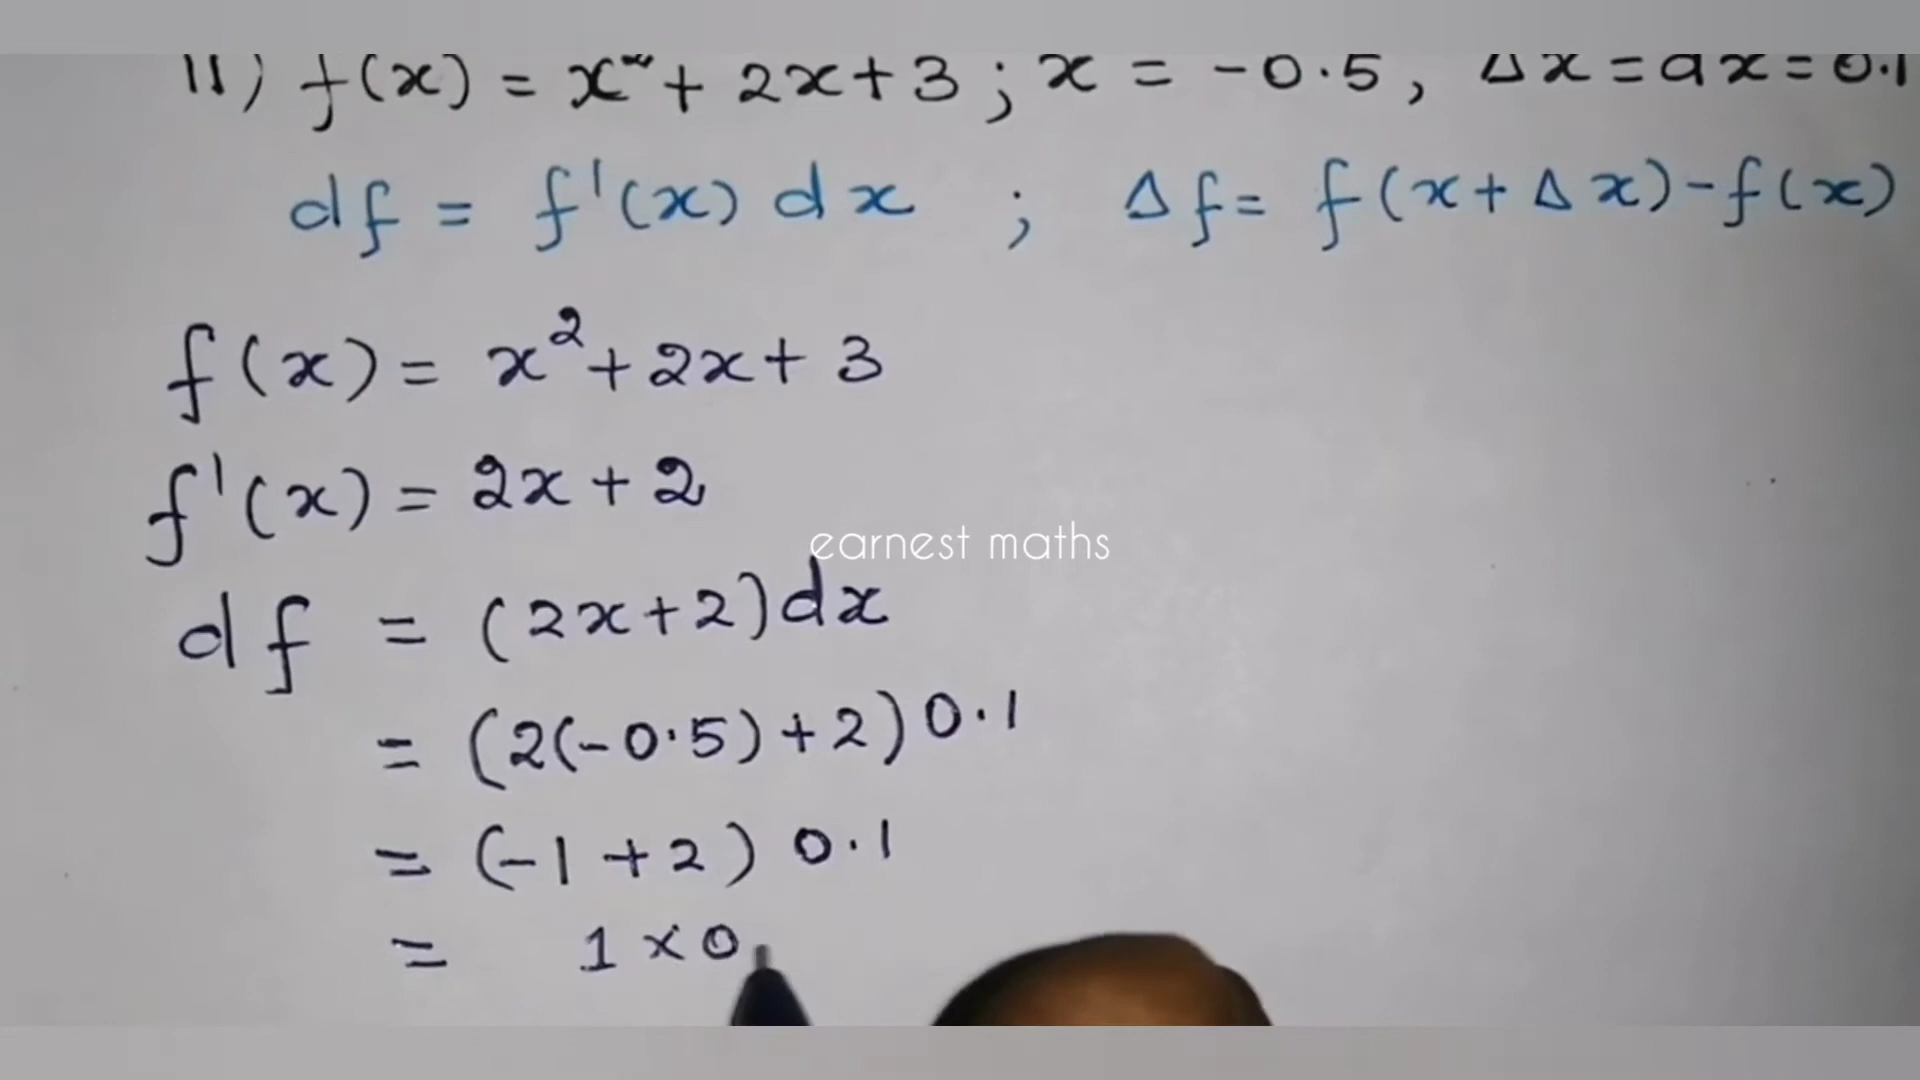 ii) f(x) = x² + 2x + 3 ; x = -0.5, Δx = dx = 0.1
df = f'(x) dx ; Δf = f(x + Δx) - f(x)
f(x) = x² + 2x + 3
f'(x) = 2x + 2
earnest maths
df = (2x + 2) dx
= (2(-0.5) + 2) 0.1
= (-1 + 2) 0.1
= 1 × 0